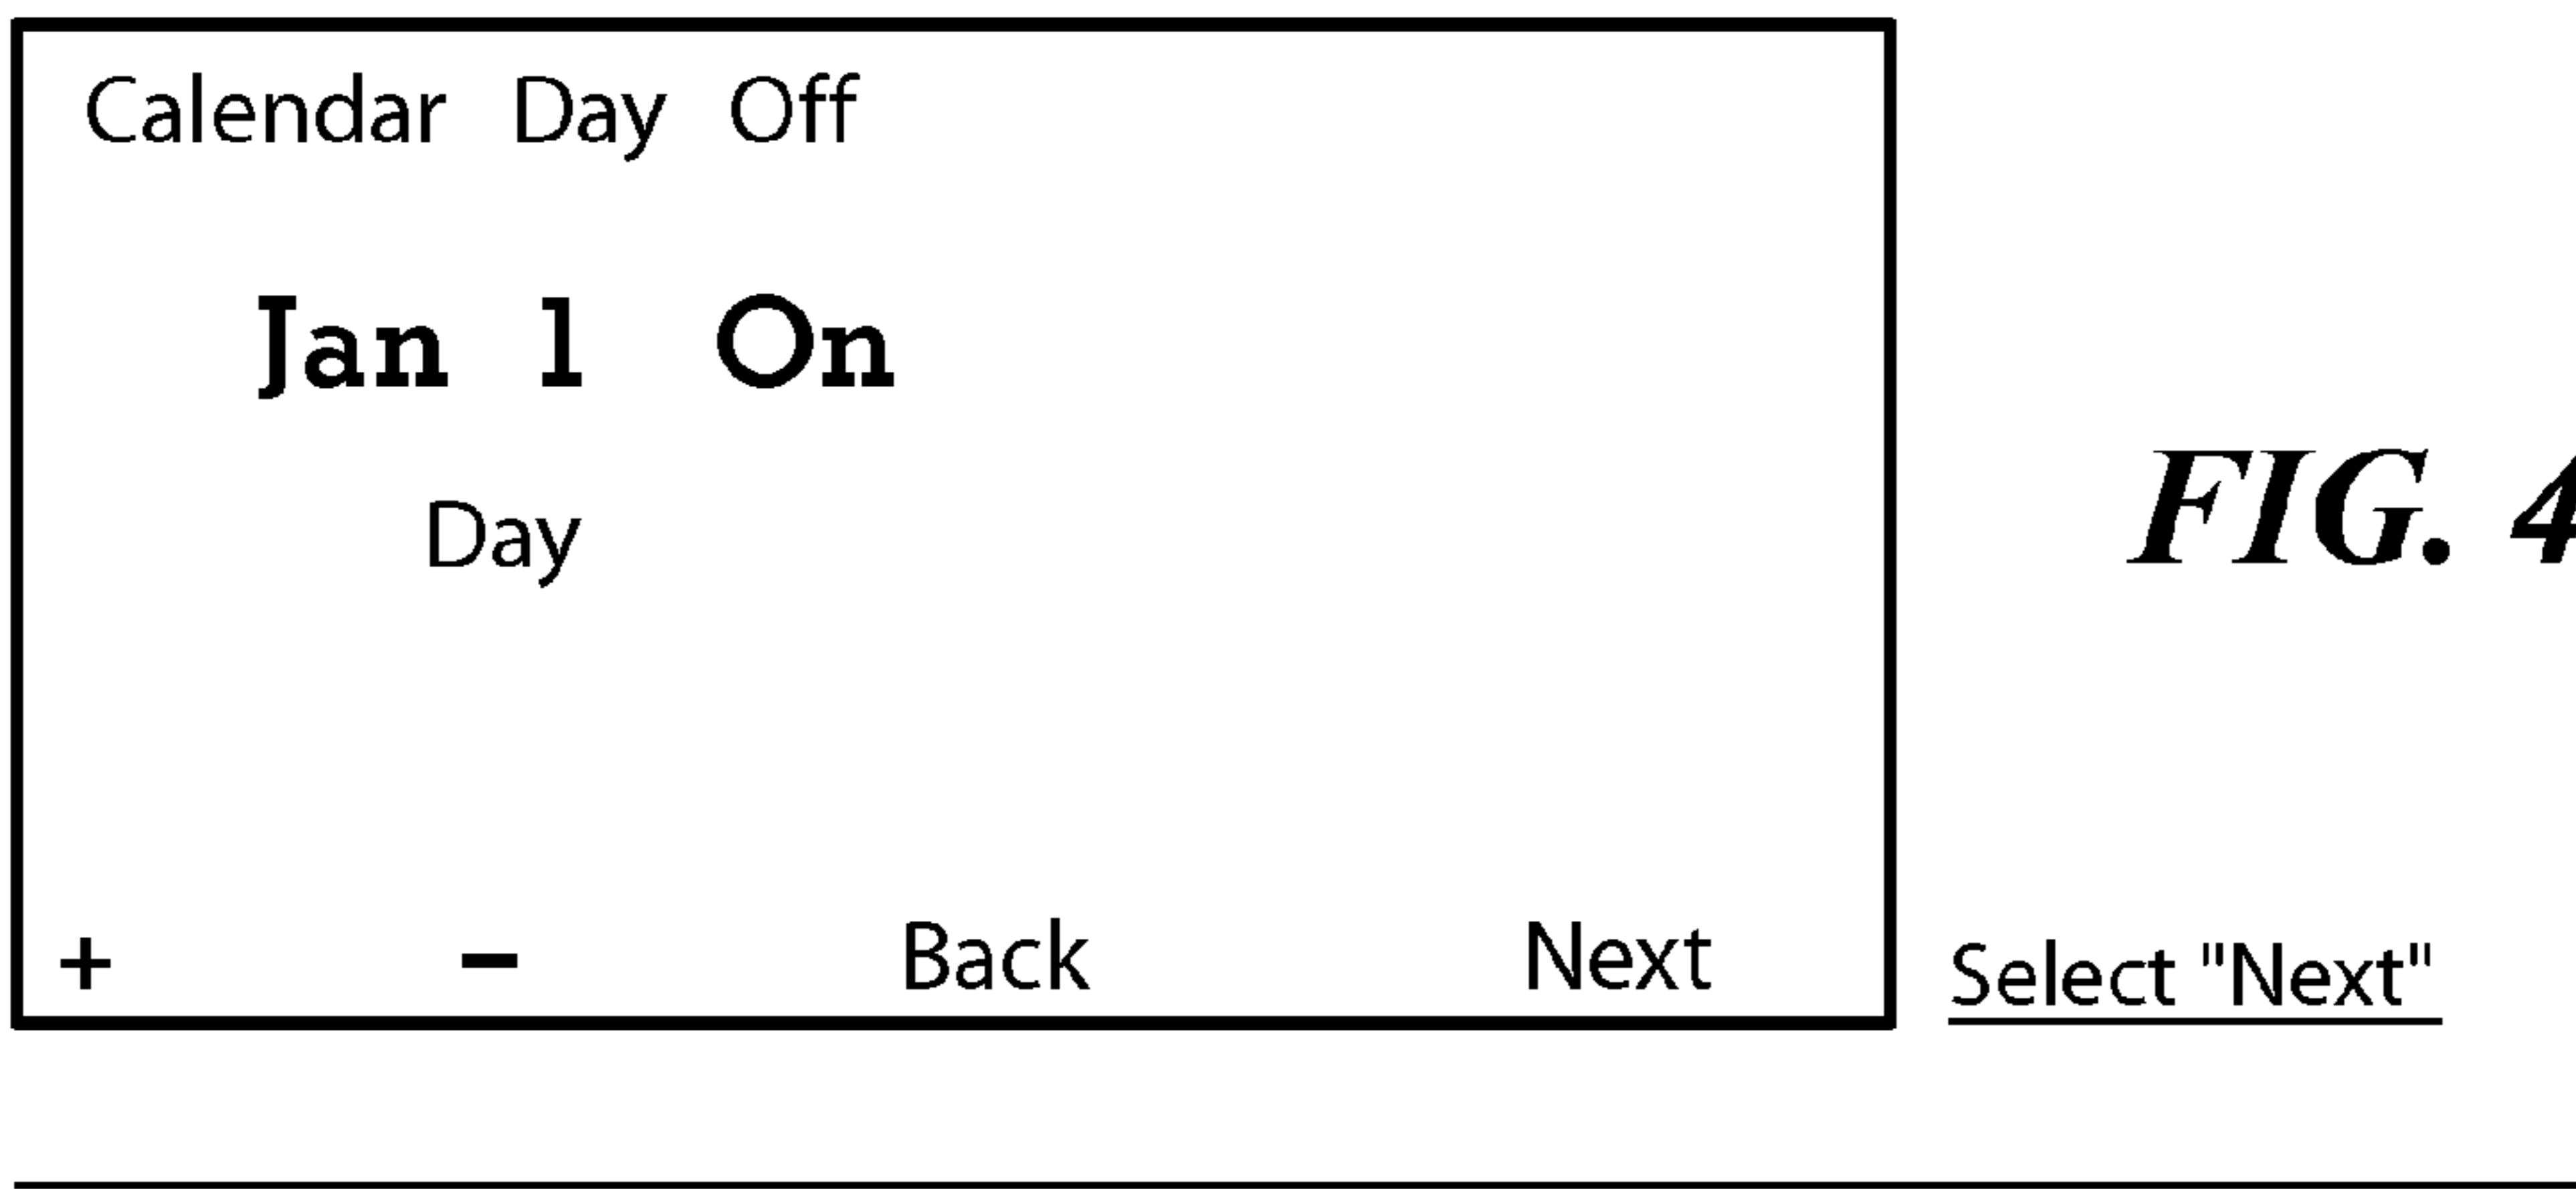 Calendar Day Off
Jan 1 On
Day
FIG. 4
+ − Back Next
Select "Next"